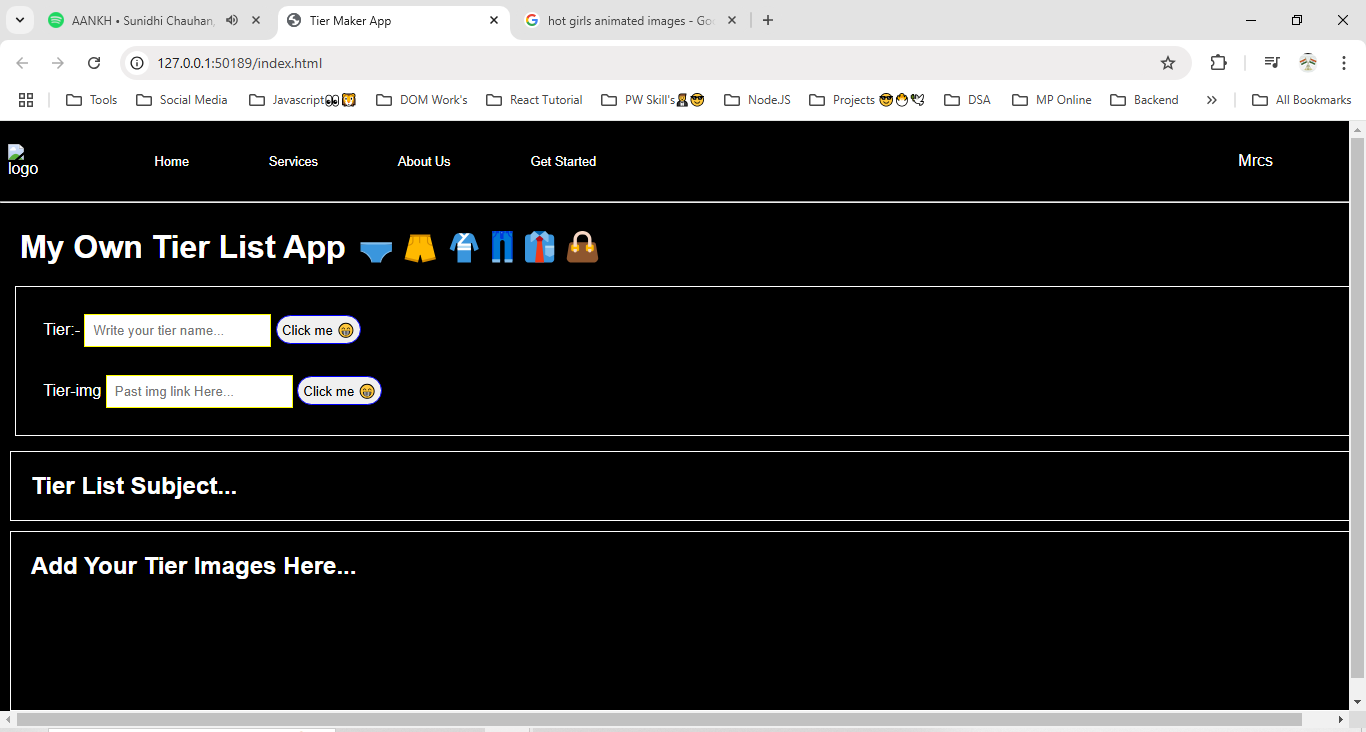 AANKH • Sunidhi Chauhan,
Tier Maker App
hot girls animated images - Go
127.0.0.1:50189/index.html
Tools
Social Media
Javascript👀🦁
DOM Work's
React Tutorial
PW Skill's😎
Node.JS
Projects 😎🐣🕊
DSA
MP Online
Backend
All Bookmarks
logo
Home
Services
About Us
Get Started
Mrcs
My Own Tier List App 🩲 🩳 🥋 👖 👔 👜
Tier:-
Write your tier name...
Click me 😁
Tier-img
Past img link Here...
Click me 😁
Tier List Subject...
Add Your Tier Images Here...